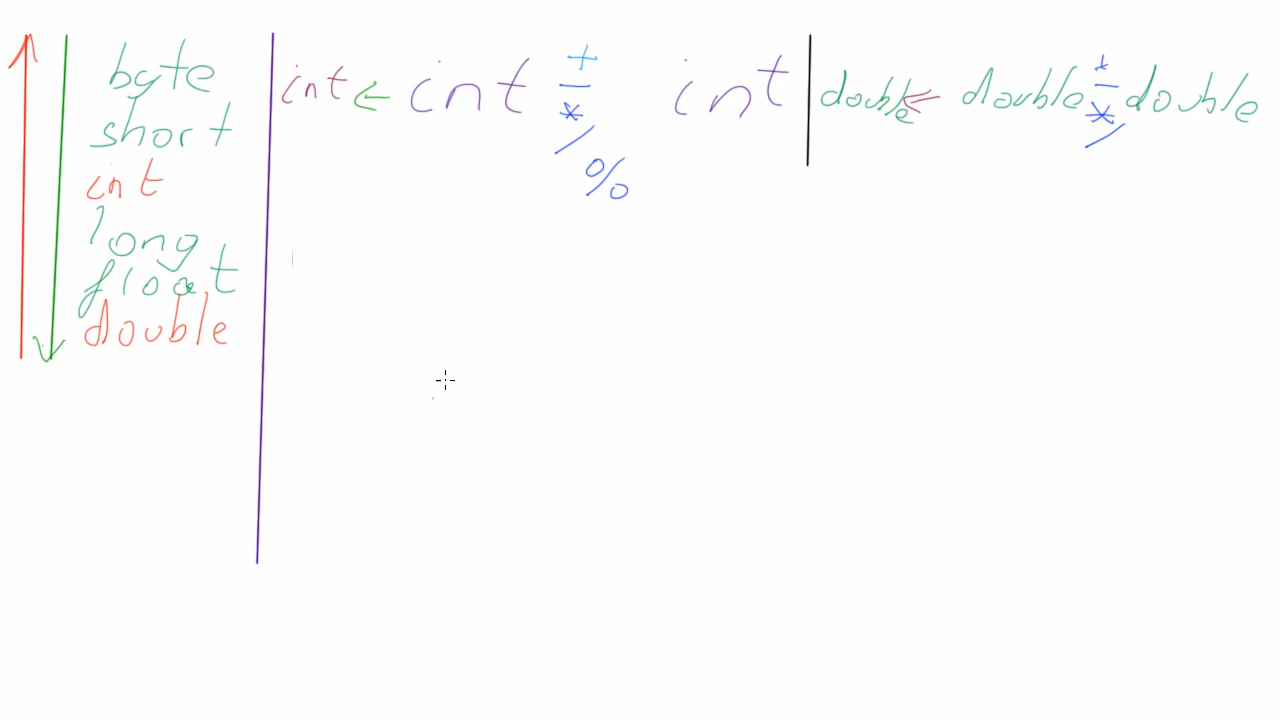 byte
short
int
long
float
double
int ← int + - * / % int
double ← double + - * / double